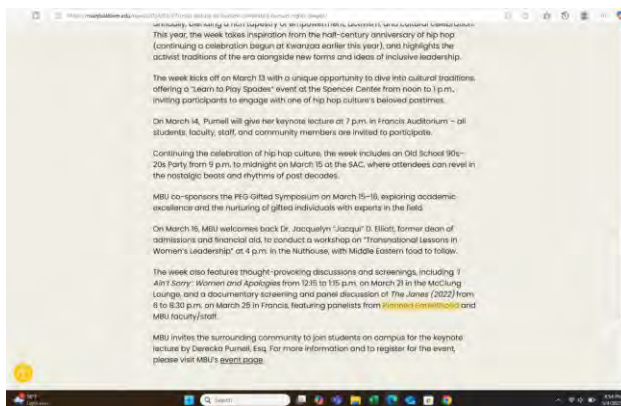 annually, blending a rich tapestry of empowerment, activism, and cultural celebration.
This year, the week takes inspiration from the half-century anniversary of hip hop
(continuing a celebration begun at Kwanzaa earlier this year), and highlights the
activist traditions of the era alongside new forms and ideas of inclusive leadership.
The week kicks off on March 13 with a unique opportunity to dive into cultural traditions,
offering a "Learn to Play Spades" event at the Spencer Center from noon to 1 p.m.,
inviting participants to engage with one of hip hop culture's beloved pastimes.
On March 14, Purnell will give her keynote lecture at 7 p.m. in Francis Auditorium – all
students, faculty, staff, and community members are invited to participate.
Continuing the celebration of hip hop culture, the week includes an Old School 90s–
20s Party from 9 p.m. to midnight on March 15 at the SAC, where attendees can revel in
the nostalgic beats and rhythms of past decades.
MBU co-sponsors the PEG Gifted Symposium on March 15–16, exploring academic
excellence and the nurturing of gifted individuals with experts in the field.
On March 16, MBU welcomes back Dr. Jacquelyn "Jacqui" D. Elliott, former dean of
admissions and financial aid, to conduct a workshop on "Transnational Lessons in
Women's Leadership" at 4 p.m. in the Nuthouse, with Middle Eastern food to follow.
The week also features thought-provoking discussions and screenings, including 'I
Ain't Sorry': Women and Apologies from 12:15 to 1:15 p.m. on March 21 in the McClung
Lounge, and a documentary screening and panel discussion of The Janes (2022) from
6 to 8:30 p.m. on March 25 in Francis, featuring panelists from Planned Parenthood and
MBU faculty/staff.
MBU invites the surrounding community to join students on campus for the keynote
lecture by Derecka Purnell, Esq. For more information and to register for the event,
please visit MBU's event page.
Search